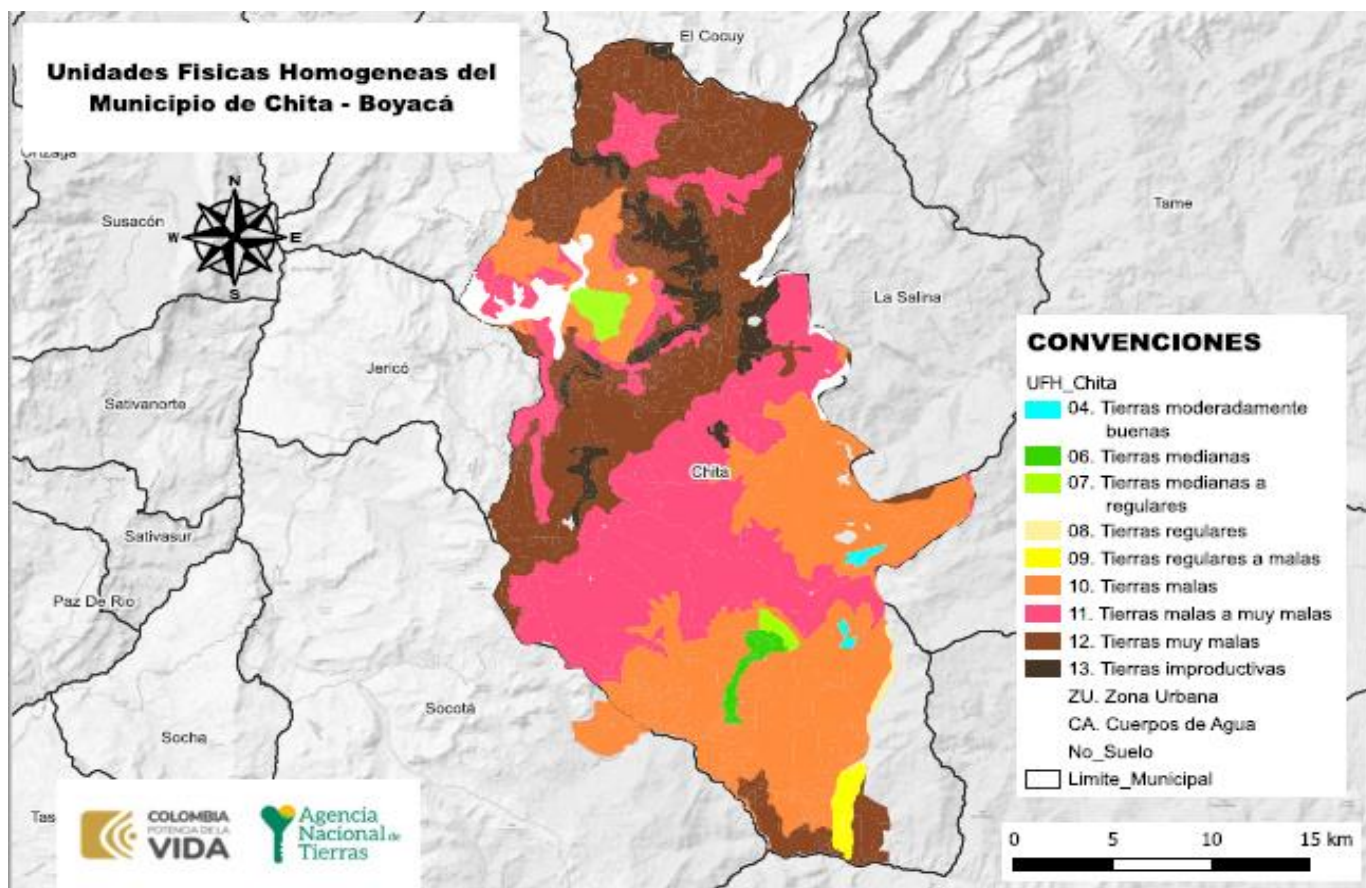 Unidades Fisicas Homogeneas del
Municipio de Chita - Boyacá
El Cocuy
Susacón
N
W
E
S
Tame
La Salina
Jericó
Sativanorte
Chita
Sativasur
Paz De Rio
Socotá
Socha
CONVENCIONES
UFH_Chita
04. Tierras moderadamente
buenas
06. Tierras medianas
07. Tierras medianas a
regulares
08. Tierras regulares
09. Tierras regulares a malas
10. Tierras malas
11. Tierras malas a muy malas
12. Tierras muy malas
13. Tierras improductivas
ZU. Zona Urbana
CA. Cuerpos de Agua
No_Suelo
Limite_Municipal
Tas
COLOMBIA
POTENCIA DE LA
VIDA
Agencia
Nacional de
Tierras
0 5 10 15 km